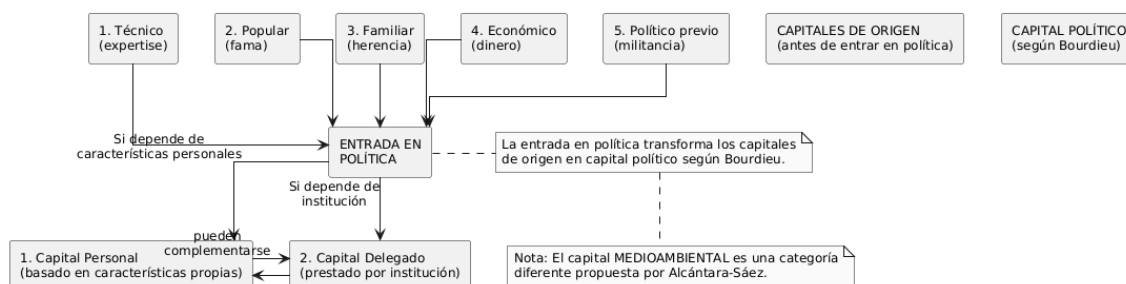 1. Técnico
(expertise)
2. Popular
(fama)
3. Familiar
(herencia)
4. Económico
(dinero)
5. Político previo
(militancia)
CAPITALES DE ORIGEN
(antes de entrar en política)
CAPITAL POLÍTICO
(según Bourdieu)
Si depende de
características personales
ENTRADA EN
POLÍTICA
La entrada en política transforma los capitales
de origen en capital político según Bourdieu.
Si depende de
institución
pueden
complementarse
1. Capital Personal
(basado en características propias)
2. Capital Delegado
(prestado por institución)
Nota: El capital MEDIOAMBIENTAL es una categoría
diferente propuesta por Alcántara-Sáez.